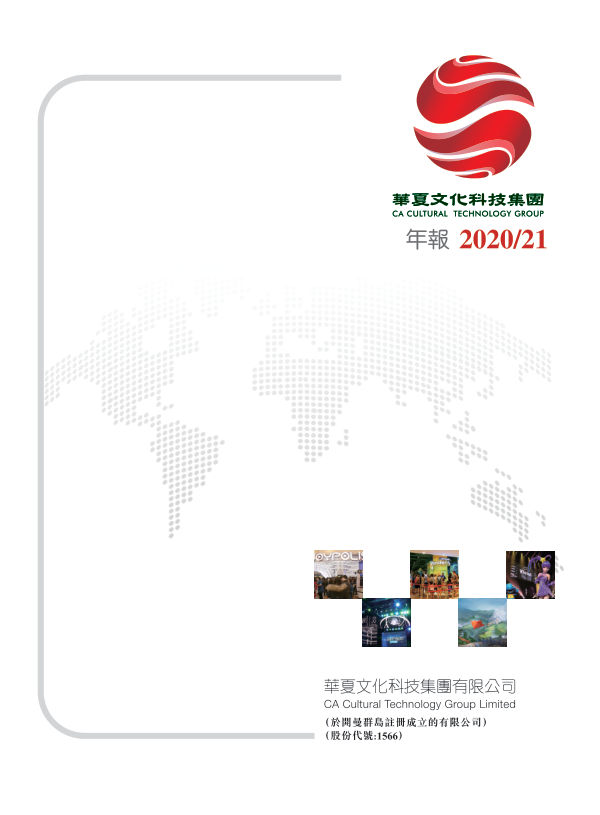 華夏文化科技集團
CA CULTURAL TECHNOLOGY GROUP
年報 2020/21
OYPOLIS
華夏文化科技集團有限公司
CA Cultural Technology Group Limited
(於開曼群島註冊成立的有限公司)
(股份代號:1566)